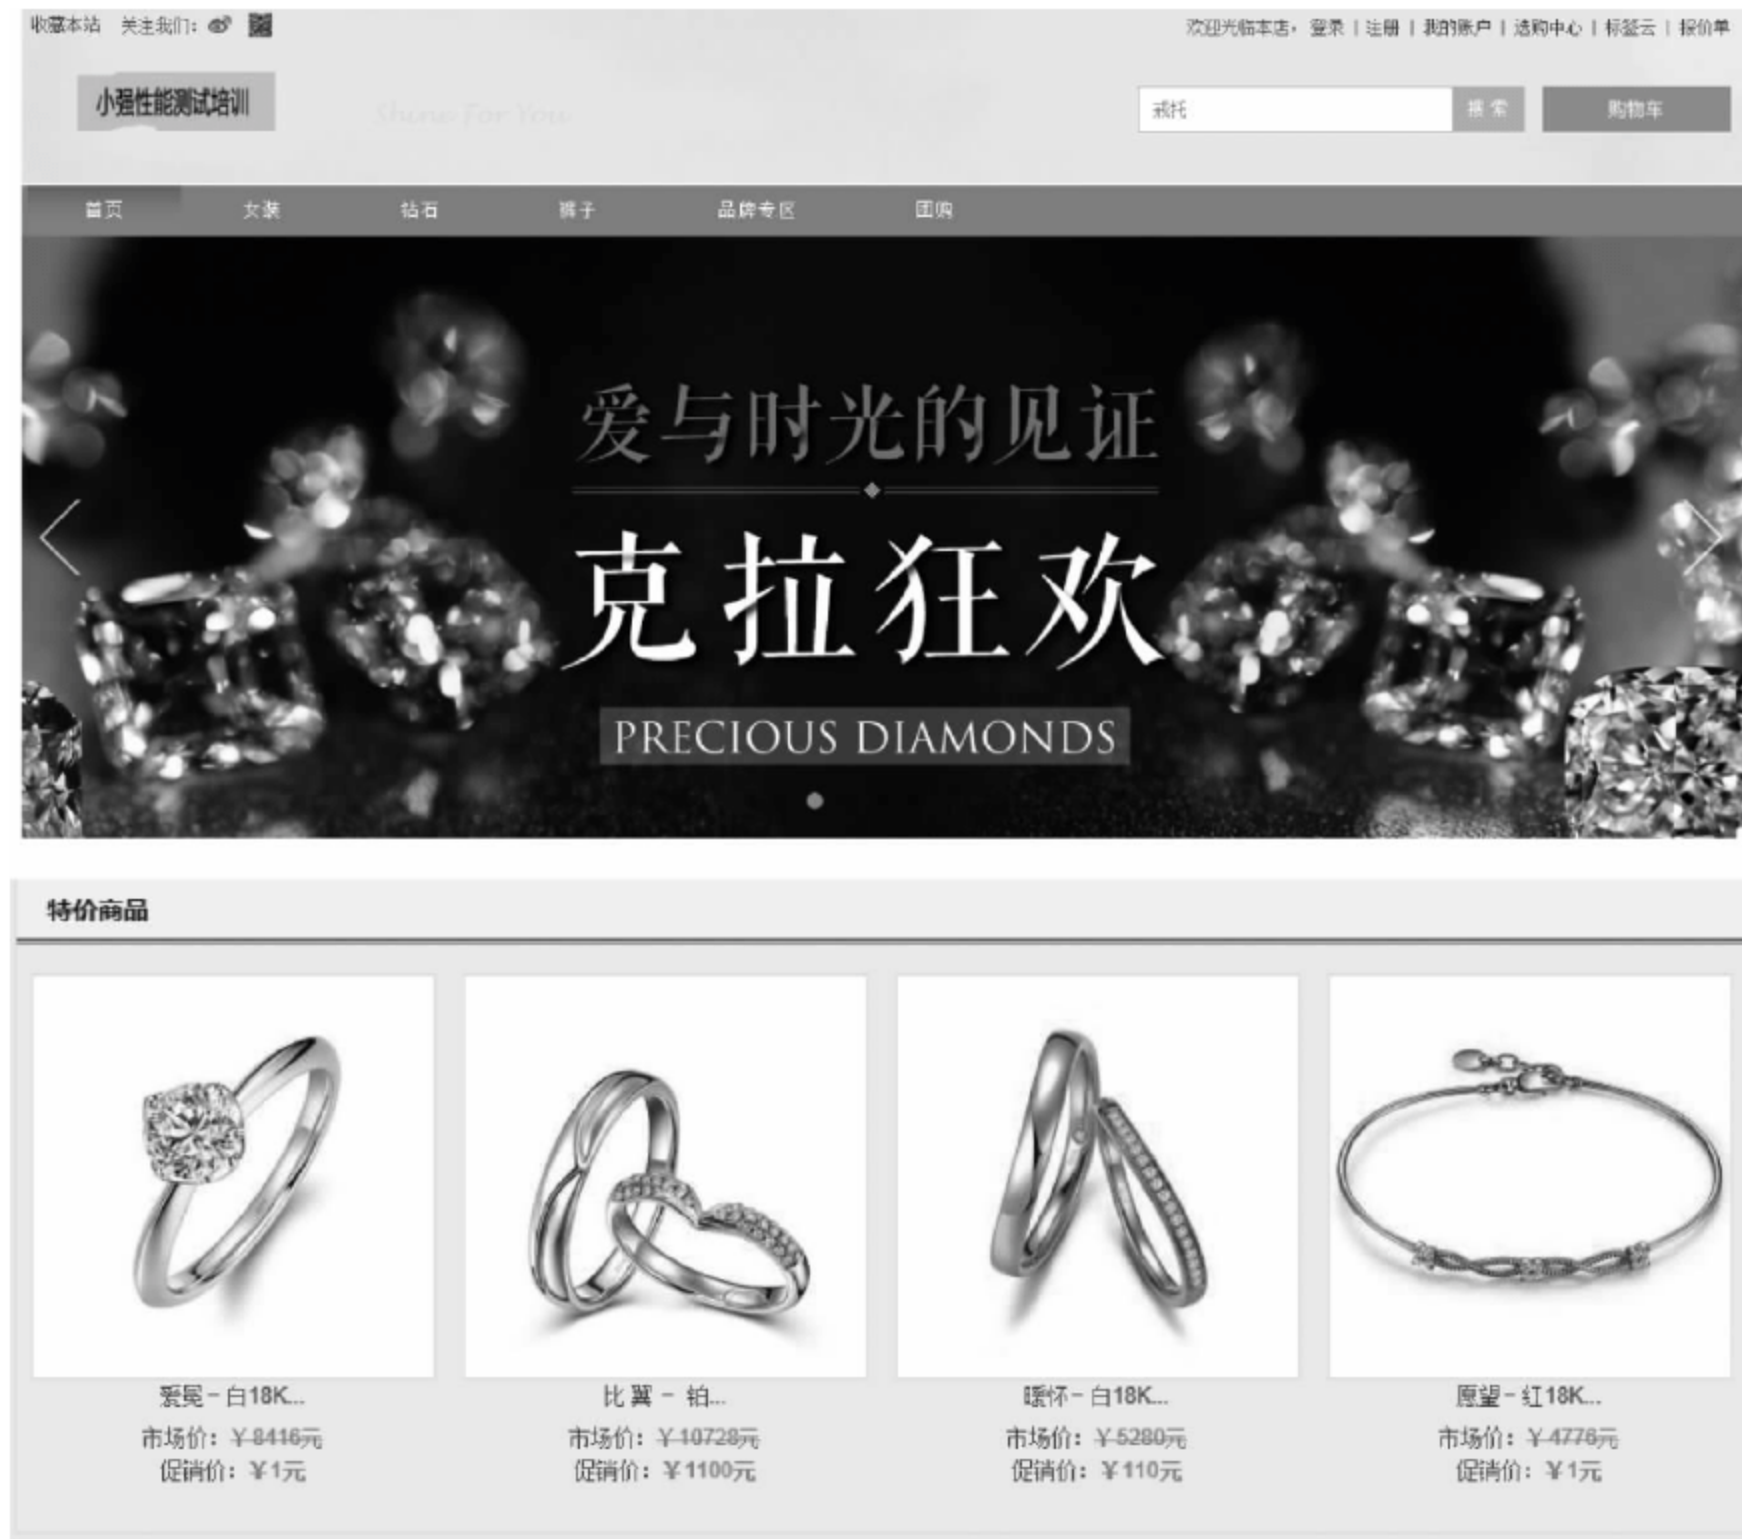 收藏本站 关注我们：
欢迎光临本店， 登录 | 注册 | 我的账户 | 选购中心 | 标签云 | 报价单
小强性能测试培训
Shine For You
戒托
搜 索
购物车
首页 女装 钻石 裤子 品牌专区 团购
爱与时光的见证
克拉狂欢
PRECIOUS DIAMONDS
特价商品
爱冕－白18K... 比 翼 － 铂... 暖怀－白18K... 愿望－红18K...
市场价：￥8416元 市场价：￥10728元 市场价：￥5280元 市场价：￥4776元
促销价：￥1元 促销价：￥1100元 促销价：￥110元 促销价：￥1元